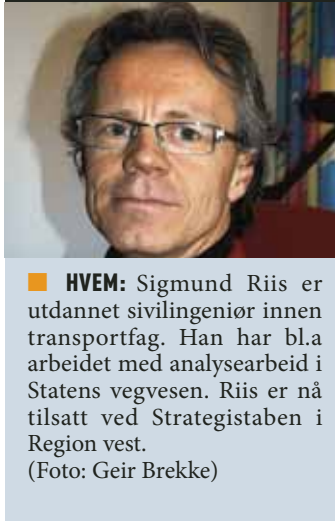 HVEM: Sigmund Riis er
utdannet sivilingeniør innen
transportfag. Han har bl.a
arbeidet med analysearbeid i
Statens vegvesen. Riis er nå
tilsatt ved Strategistaben i
Region vest.
(Foto: Geir Brekke)